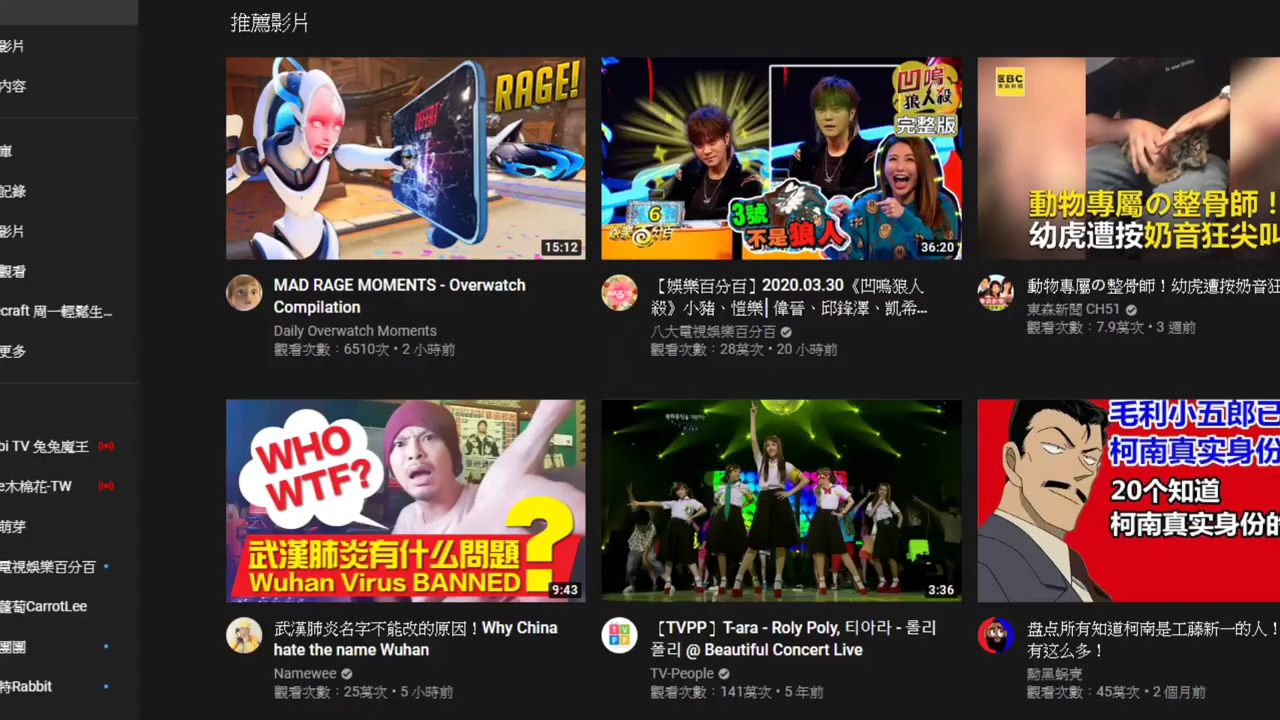 推薦影片
影片
內容
庫
記錄
影片
觀看
ecraft 周一輕鬆生...
更多
oi TV 兔兔魔王
e木棉花-TW
萌芽
電視娛樂百分百
蘿蔔CarrotLee
團團
特Rabbit
RAGE!
DEFEAT
15:12
MAD RAGE MOMENTS - Overwatch
Compilation
Daily Overwatch Moments
觀看次數：6510次 • 2 小時前
凹嗚
狼人殺
完整版
6
娛樂百分百
3號
不是狼人
36:20
【娛樂百分百】2020.03.30《凹嗚狼人
殺》小豬、愷樂| 偉晉、邱鋒澤、凱希...
八大電視娛樂百分百
觀看次數：28萬次 • 20 小時前
EBC
東森新聞
動物專屬の整骨師！
幼虎遭按奶音狂尖叫
動物專屬の整骨師！幼虎遭按奶音狂
東森新聞 CH51
觀看次數：7.9萬次 • 3 週前
WHO
WTF?
武漢肺炎有什么問題?
Wuhan Virus BANNED
9:43
武漢肺炎名字不能改的原因！Why China
hate the name Wuhan
Namewee
觀看次數：25萬次 • 5 小時前
3:36
［TVPP］T-ara - Roly Poly, 티아라 - 롤리
폴리 @ Beautiful Concert Live
TV-People
觀看次數：141萬次 • 5 年前
毛利小五郎已
柯南真实身份
20个知道
柯南真实身份的
盘点所有知道柯南是工藤新一的人！
有这么多！
觀看次數：45萬次 • 2 個月前